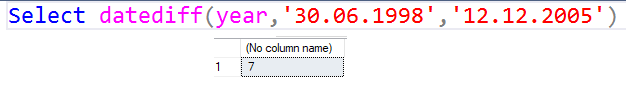 Select datediff(year,'30.06.1998','12.12.2005')
(No column name)
1 7